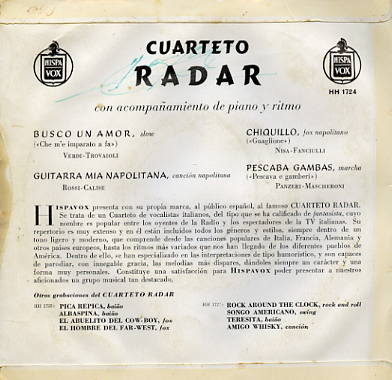 CUARTETO
RADAR
HISPA
VOX
HISPA
VOX
HH 1724
con acompañamiento de piano y ritmo
BUSCO UN AMOR, slow
(«Che m'e imparato a fa»)
VERDE-TROVAIOLI
GUITARRA MIA NAPOLITANA, canción napolitana
ROSSI-CALISE
CHIQUILLO, fox napolitano
(«Guaglione»)
NISA-FANCIULLI
PESCABA GAMBAS, marcha
(«Pescava e gamberi»)
PANZERI-MASCHERONI
HISPAVOX presenta con su propia marca, al público español, al famoso CUARTETO RADAR.
Se trata de un Cuarteto de vocalistas italianos, del tipo que se ha calificado de fantasista, cuyo
nombre es popular entre los oyentes de la Radio y los espectadores de la TV italianas. Su
repertorio es muy extenso y en él están incluidos todos los géneros y estilos, siempre dentro de un
tono ligero y moderno, que comprende desde las canciones populares de Italia, Francia, Alemania y
otros países europeos, hasta los ritmos más variados que nos han llegado de los diferentes pueblos de
América. Dentro de ello, se han especializado en las interpretaciones de tipo humorístico, y son capaces
de parodiar, con innegable gracia, las melodías más dispares, dándoles siempre un carácter y una
forma muy personales. Constituye una satisfacción para HISPAVOX poder presentar a nuestros
aficionados un grupo musical tan destacado.
Otras grabaciones del CUARTETO RADAR
PICA REPICA, baião
ALBASPINA, baião
EL ABUELITO DEL COW-BOY, fox
EL HOMBRE DEL FAR-WEST, fox
ROCK AROUND THE CLOCK, rock and roll
SONGO AMERICANO, swing
TERESITA, baião
AMIGO WHISKY, canción